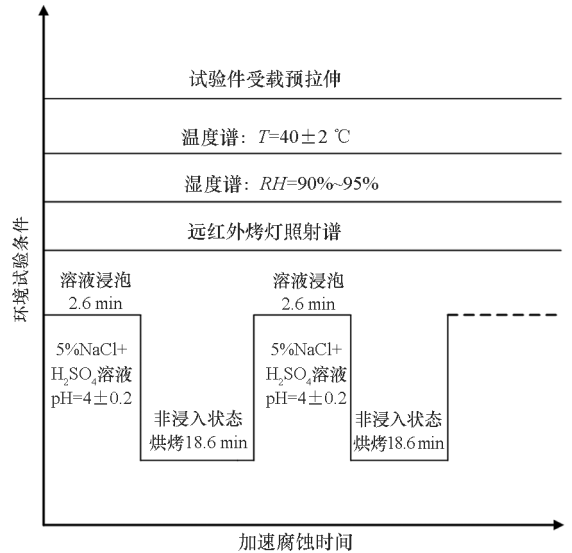 试验件受载预拉伸
温度谱：T=40±2 ℃
湿度谱：RH=90%~95%
远红外烤灯照射谱
环境试验条件
溶液浸泡
2.6 min
溶液浸泡
2.6 min
5%NaCl+
H₂SO₄溶液
pH=4±0.2
5%NaCl+
H₂SO₄溶液
pH=4±0.2
非浸入状态
烘烤18.6 min
非浸入状态
烘烤18.6 min
加速腐蚀时间